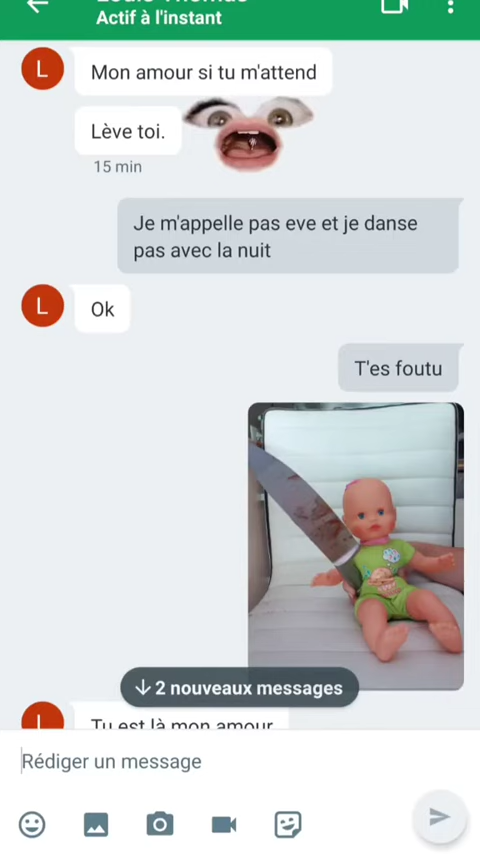 Actif à l'instant
L
Mon amour si tu m'attend
Lève toi.
15 min
Je m'appelle pas eve et je danse
pas avec la nuit
L
Ok
T'es foutu
2 nouveaux messages
L
Tu est là mon amour
Rédiger un message